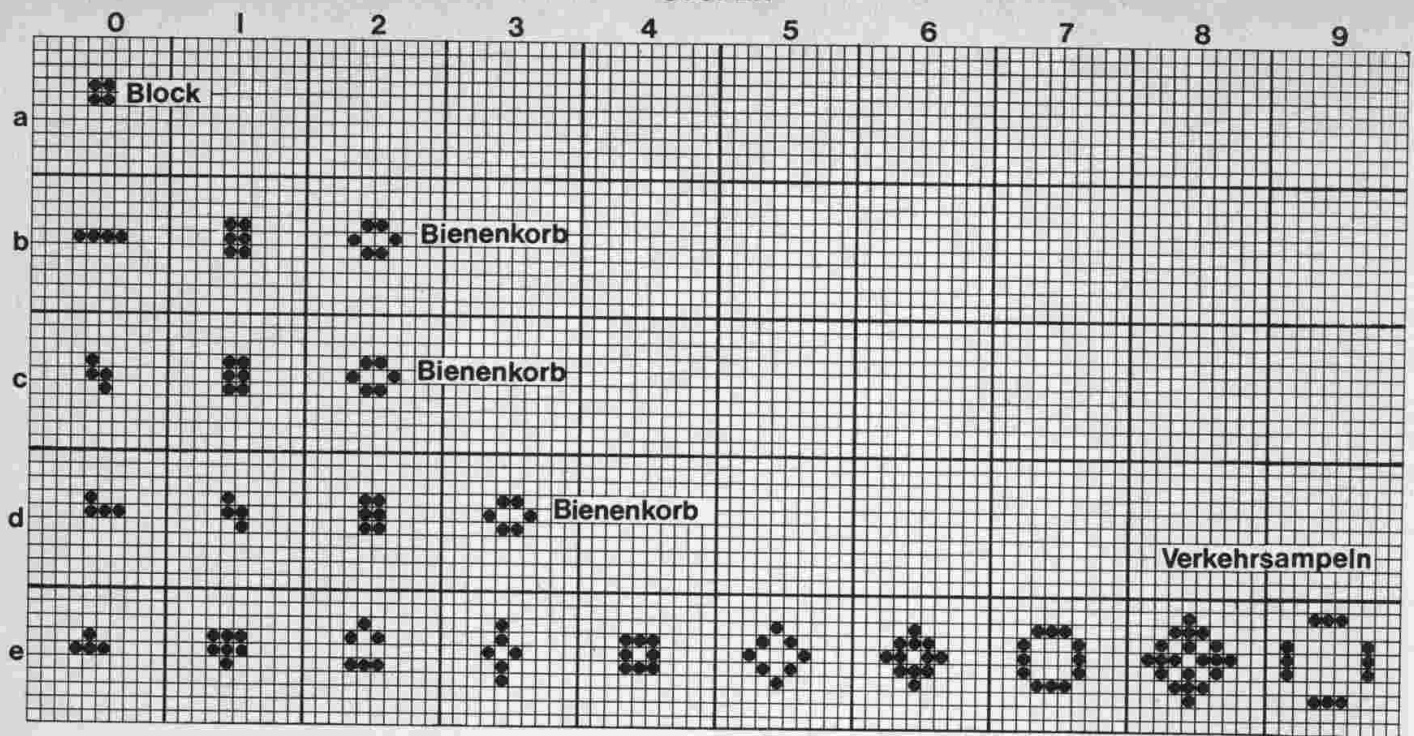 0 1 2 3 4 5 6 7 8 9
a Block
b Bienenkorb
c Bienenkorb
d Bienenkorb
Verkehrsampeln
e